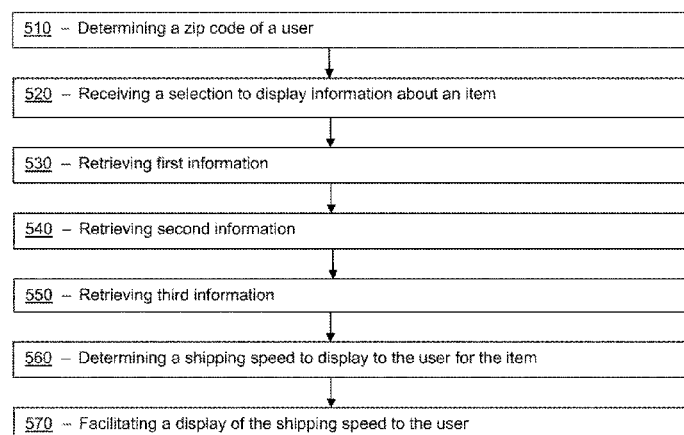 510 – Determining a zip code of a user
520 – Receiving a selection to display information about an item
530 – Retrieving first information
540 – Retrieving second information
550 – Retrieving third information
560 – Determining a shipping speed to display to the user for the item
570 – Facilitating a display of the shipping speed to the user